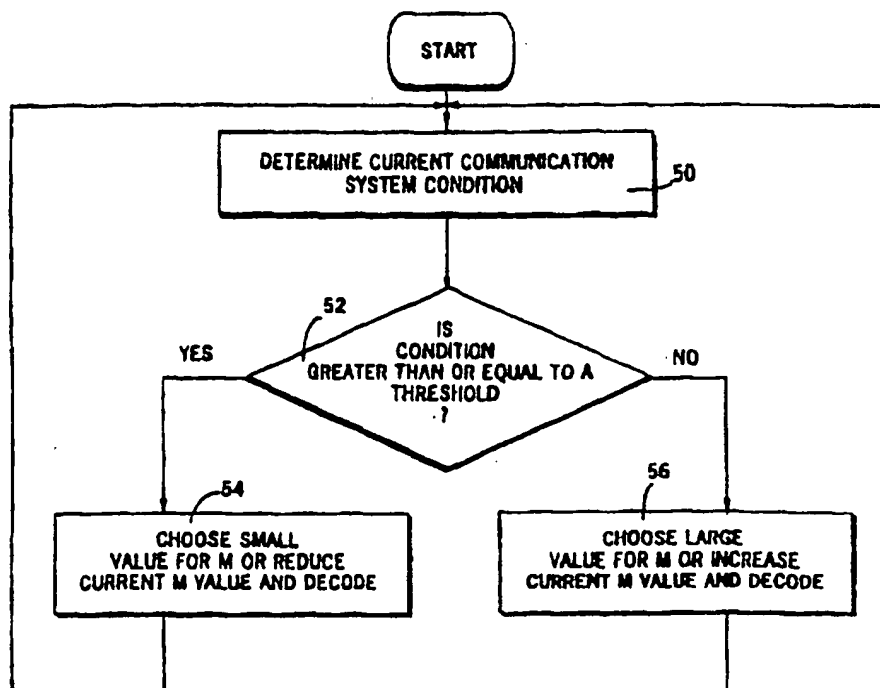 START
DETERMINE CURRENT COMMUNICATION
SYSTEM CONDITION
50
52
IS
CONDITION
GREATER THAN OR EQUAL TO A
THRESHOLD
?
YES
NO
54
CHOOSE SMALL
VALUE FOR M OR REDUCE
CURRENT M VALUE AND DECODE
56
CHOOSE LARGE
VALUE FOR M OR INCREASE
CURRENT M VALUE AND DECODE